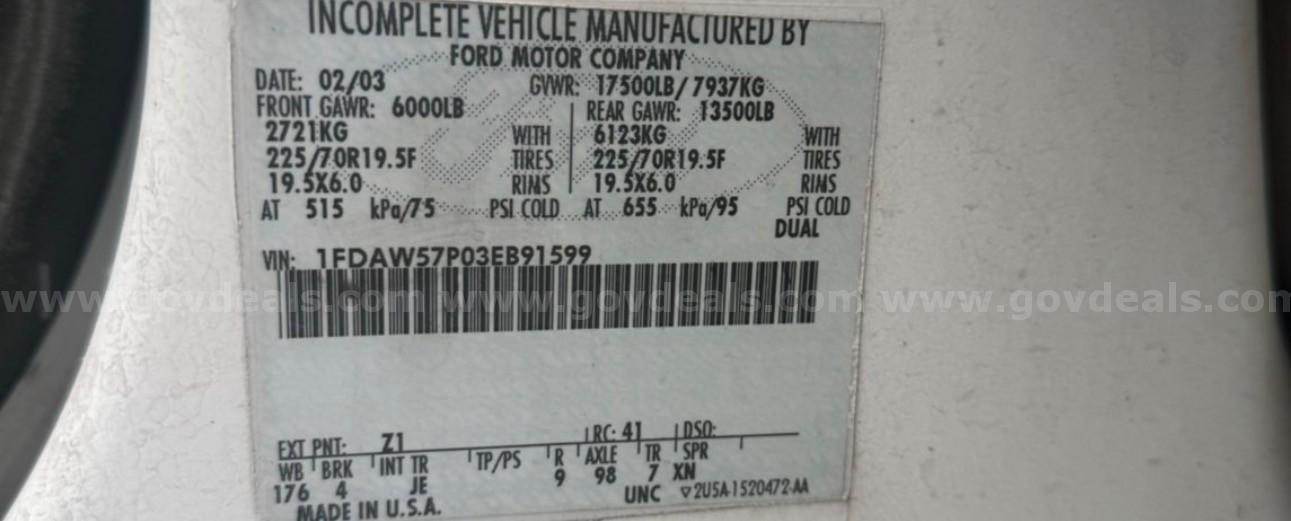 INCOMPLETE VEHICLE MANUFACTURED BY
FORD MOTOR COMPANY
DATE: 02/03 GVWR: 17500LB/ 7937KG
FRONT GAWR: 6000LB REAR GAWR: 13500LB
2721KG WITH 6123KG WITH
225/70R19.5F TIRES 225/70R19.5F TIRES
19.5X6.0 RIMS 19.5X6.0 RIMS
AT 515 kPa/75 PSI COLD AT 655 kPa/95 PSI COLD
DUAL
VIN: 1FDAW57P03EB91599
www.govdeals.com www.govdeals.com www.govdeals.com
EXT PNT: Z1 RC: 41 DSO:
WB BRK INT TR TP/PS R AXLE TR SPR
176 4 JE 9 98 7 XN
MADE IN U.S.A. UNC ▽2U5A-1520472-AA